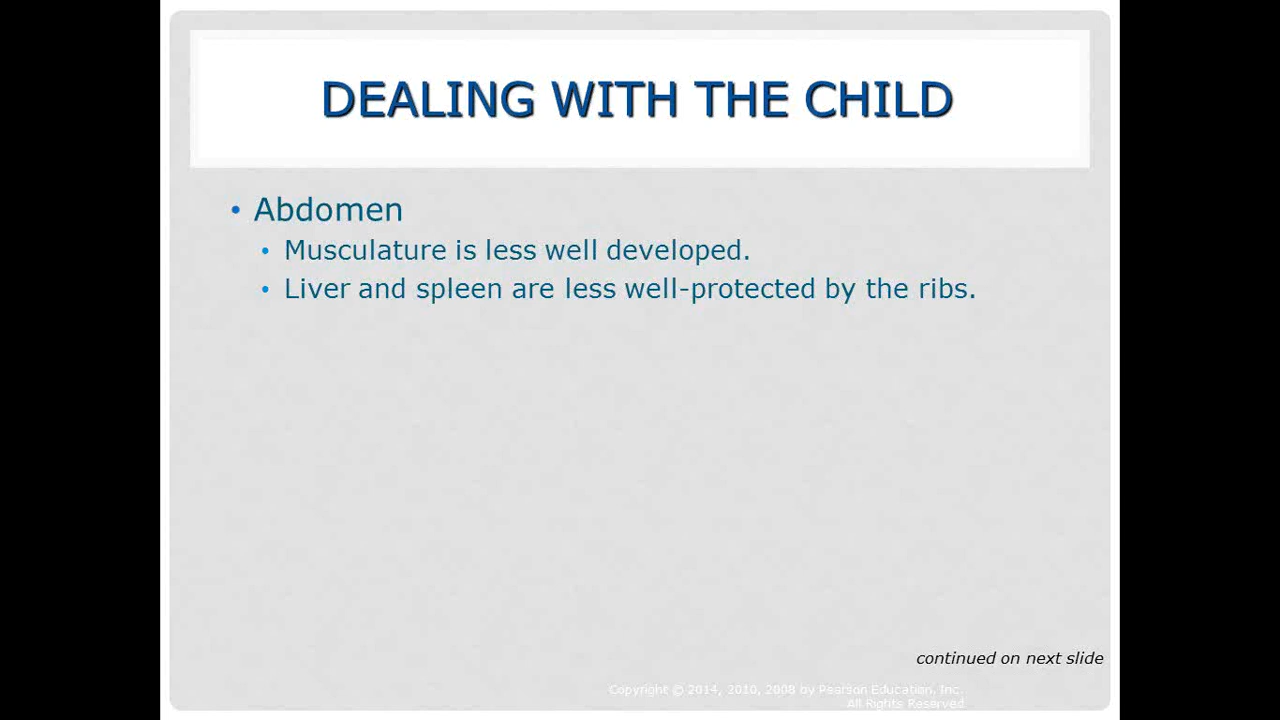 DEALING WITH THE CHILD
• Abdomen
• Musculature is less well developed.
• Liver and spleen are less well-protected by the ribs.
continued on next slide
Copyright © 2014, 2010, 2008 by Pearson Education, Inc.
All Rights Reserved